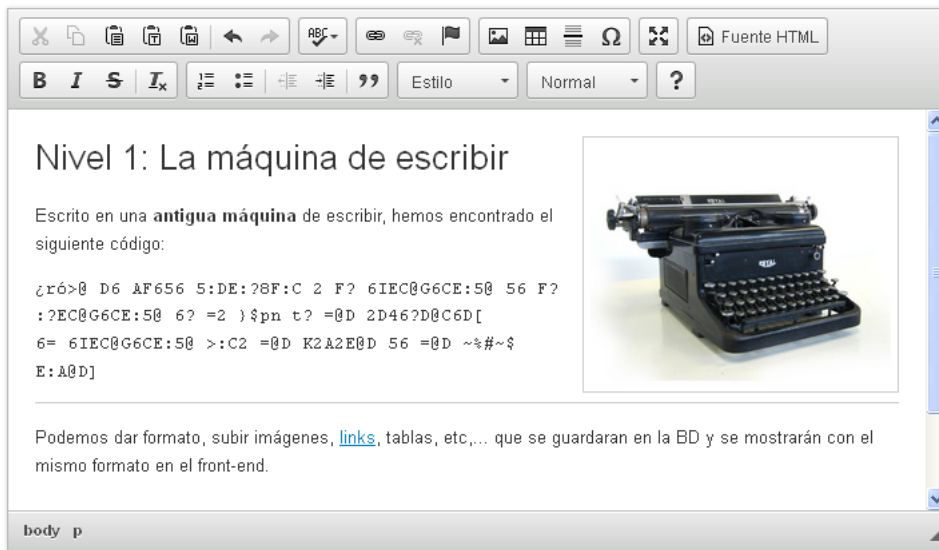 ABC
Ω
Fuente HTML
B I S Ix
Estilo
Normal
?
Nivel 1: La máquina de escribir
Escrito en una antigua máquina de escribir, hemos encontrado el
siguiente código:
¿ró>@ D6 AF656 5:DE:?8F:C 2 F? 6IEC@G6CE:5@ 56 F?
:?EC@G6CE:5@ 6? =2 }$pn t? =@D 2D46?D@C6D[
6= 6IEC@G6CE:5@ >:C2 =@D K2A2E@D 56 =@D ~%#~$
E:A@D]
Podemos dar formato, subir imágenes, links, tablas, etc,... que se guardaran en la BD y se mostrarán con el
mismo formato en el front-end.
body p